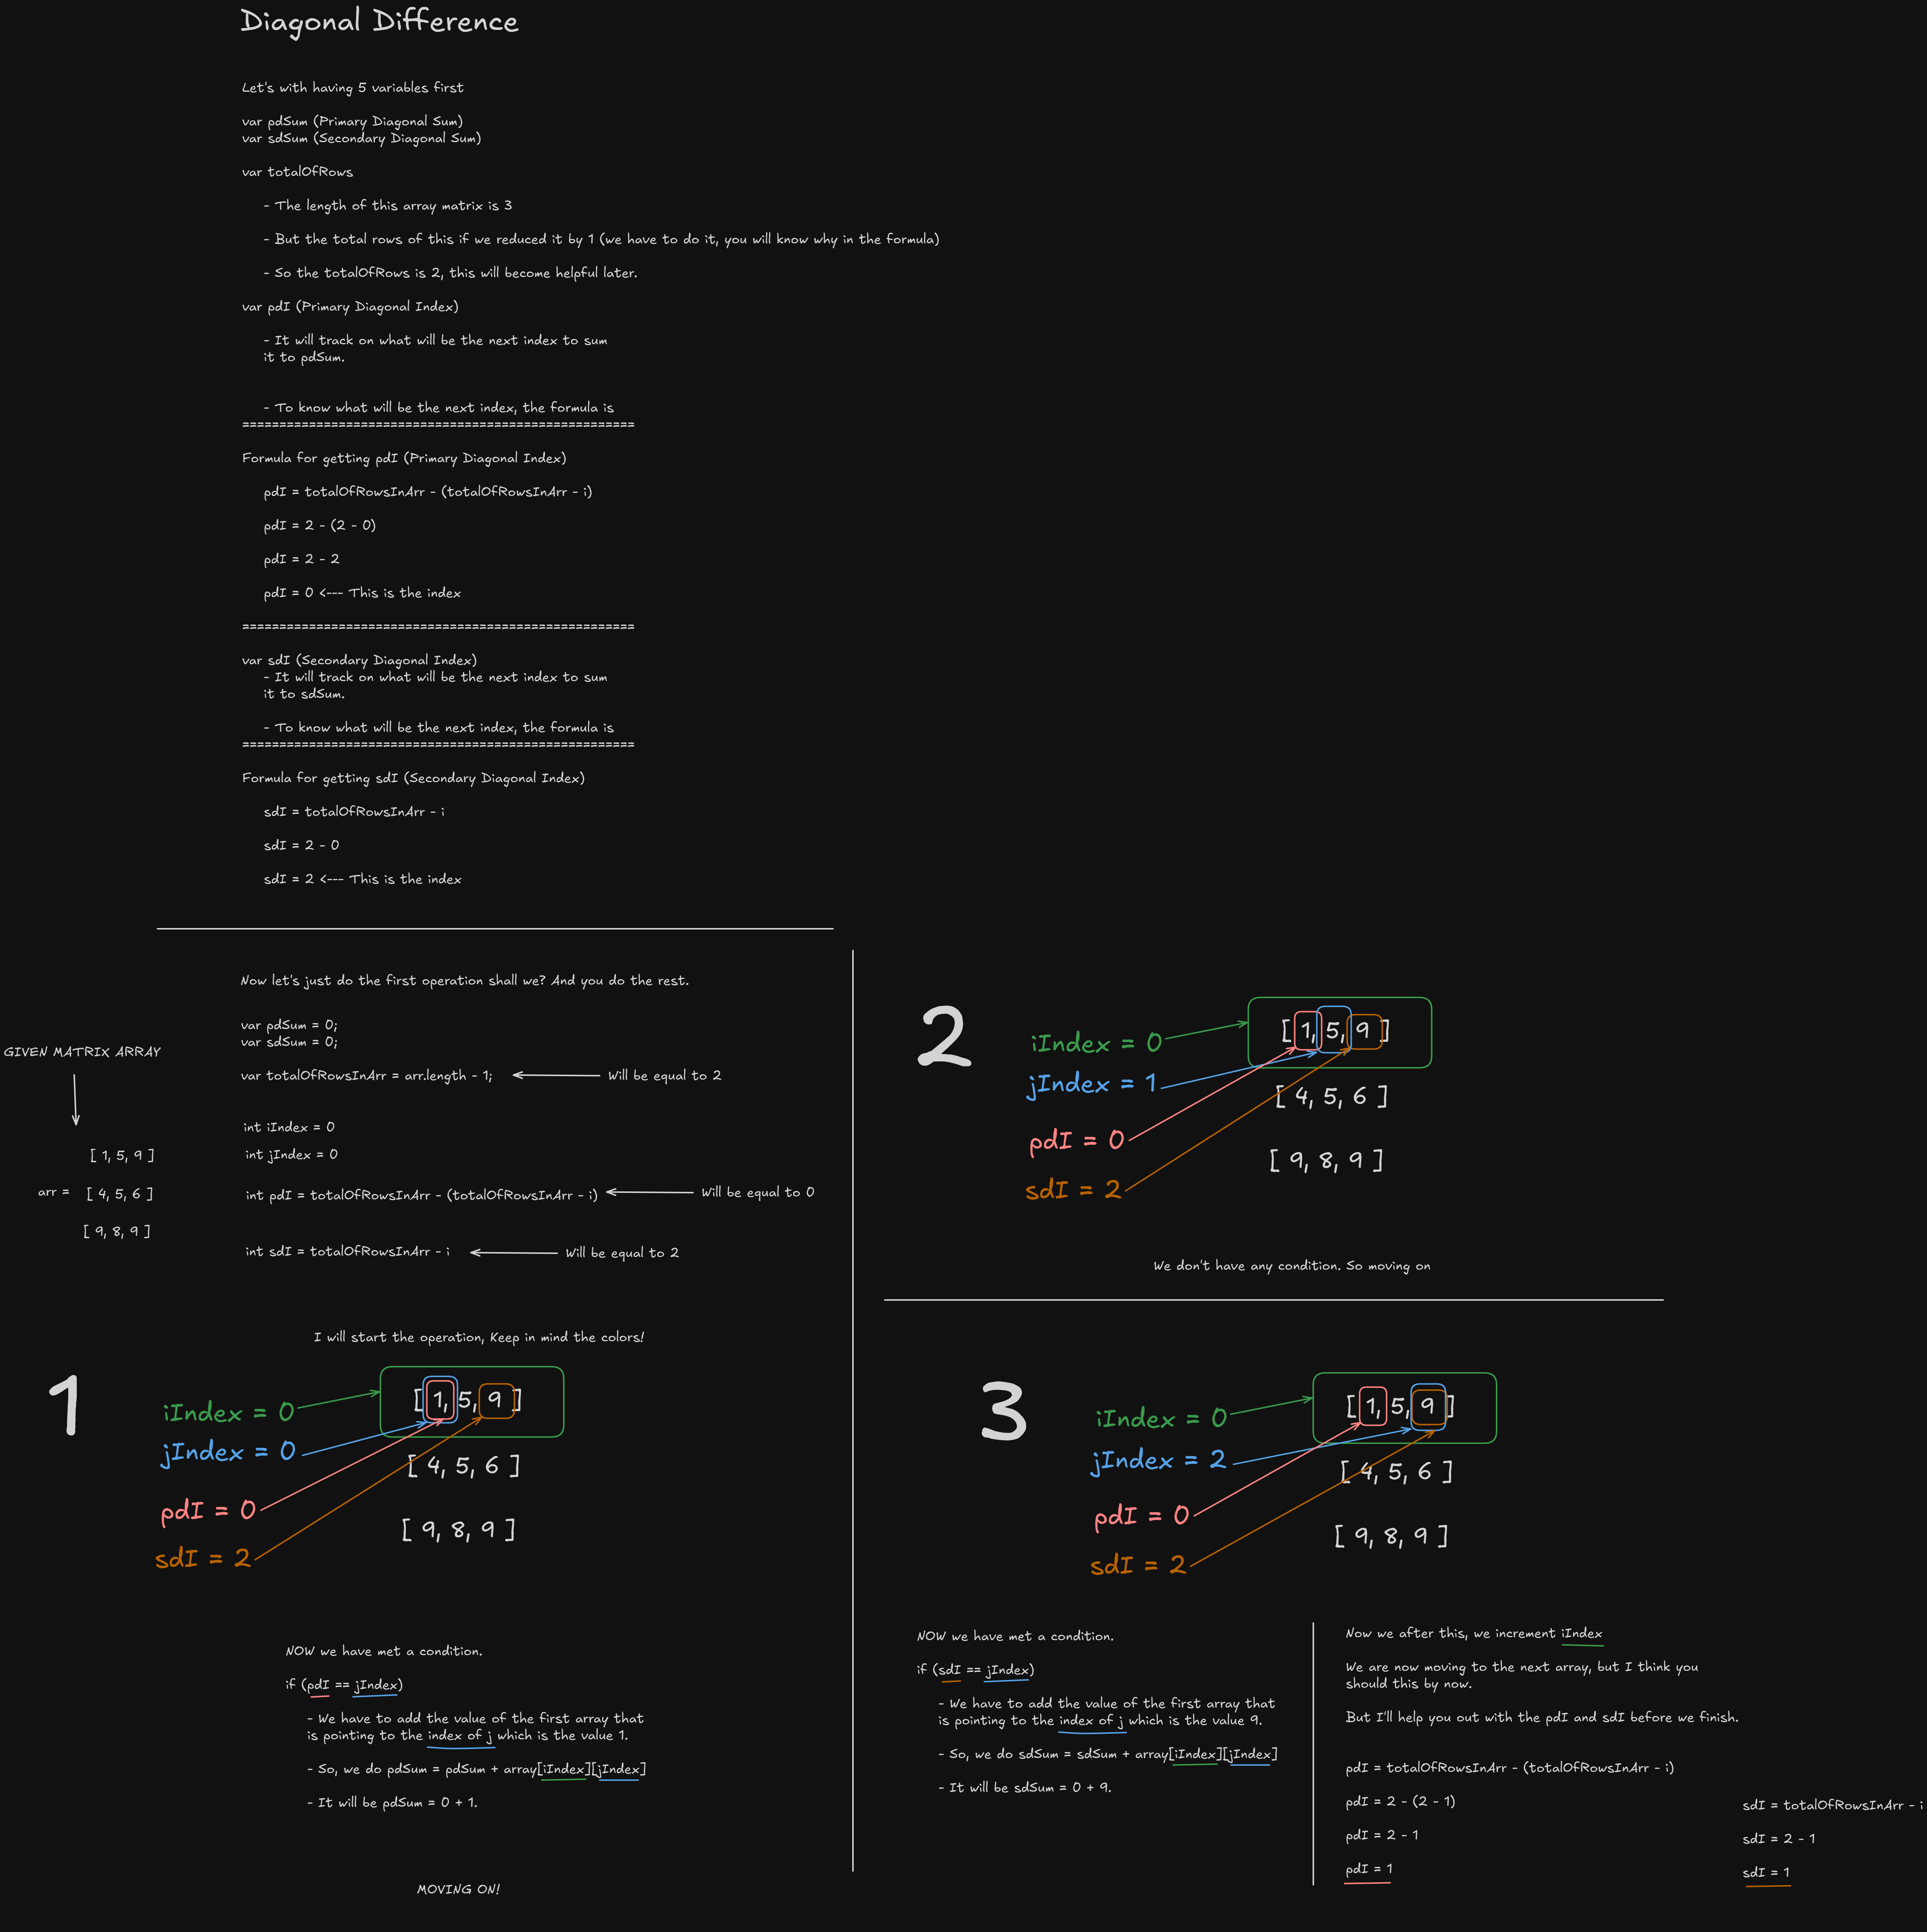 Diagonal Difference
Let's with having 5 variables first
var pdSum (Primary Diagonal Sum)
var sdSum (Secondary Diagonal Sum)
var totalOfRows
- The length of this array matrix is 3
- But the total rows of this if we reduced it by 1 (we have to do it, you will know why in the formula)
- So the totalOfRows is 2, this will become helpful later.
var pdI (Primary Diagonal Index)
- It will track on what will be the next index to sum
it to pdSum.
- To know what will be the next index, the formula is
=====================================================
Formula for getting pdI (Primary Diagonal Index)
pdI = totalOfRowsInArr - (totalOfRowsInArr - i)
pdI = 2 - (2 - 0)
pdI = 2 - 2
pdI = 0 <--- This is the index
=====================================================
var sdI (Secondary Diagonal Index)
- It will track on what will be the next index to sum
it to sdSum.
- To know what will be the next index, the formula is
=====================================================
Formula for getting sdI (Secondary Diagonal Index)
sdI = totalOfRowsInArr - i
sdI = 2 - 0
sdI = 2 <--- This is the index
Now let's just do the first operation shall we? And you do the rest.
var pdSum = 0;
var sdSum = 0;
var totalOfRowsInArr = arr.length - 1;
Will be equal to 2
int iIndex = 0
int jIndex = 0
int pdI = totalOfRowsInArr - (totalOfRowsInArr - i)
Will be equal to 0
int sdI = totalOfRowsInArr - i
Will be equal to 2
GIVEN MATRIX ARRAY
[ 1, 5, 9 ]
arr =
[ 4, 5, 6 ]
[ 9, 8, 9 ]
I will start the operation, Keep in mind the colors!
1
iIndex = 0
jIndex = 0
pdI = 0
sdI = 2
[ 1, 5, 9 ]
[ 4, 5, 6 ]
[ 9, 8, 9 ]
NOW we have met a condition.
if (pdI == jIndex)
- We have to add the value of the first array that
is pointing to the index of j which is the value 1.
- So, we do pdSum = pdSum + array[iIndex][jIndex]
- It will be pdSum = 0 + 1.
MOVING ON!
2
iIndex = 0
jIndex = 1
pdI = 0
sdI = 2
[ 1, 5, 9 ]
[ 4, 5, 6 ]
[ 9, 8, 9 ]
We don't have any condition. So moving on
3
iIndex = 0
jIndex = 2
pdI = 0
sdI = 2
[ 1, 5, 9 ]
[ 4, 5, 6 ]
[ 9, 8, 9 ]
NOW we have met a condition.
if (sdI == jIndex)
- We have to add the value of the first array that
is pointing to the index of j which is the value 9.
- So, we do sdSum = sdSum + array[iIndex][jIndex]
- It will be sdSum = 0 + 9.
Now we after this, we increment iIndex
We are now moving to the next array, but I think you
should this by now.
But I'll help you out with the pdI and sdI before we finish.
pdI = totalOfRowsInArr - (totalOfRowsInArr - i)
pdI = 2 - (2 - 1)
pdI = 2 - 1
pdI = 1
sdI = totalOfRowsInArr - i
sdI = 2 - 1
sdI = 1